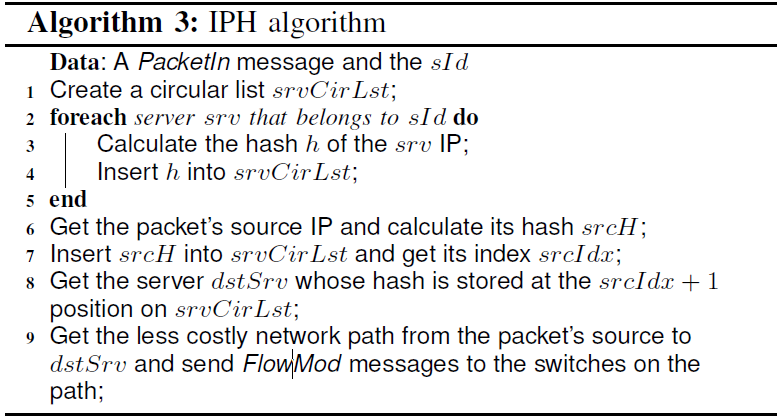 Algorithm 3: IPH algorithm
Data: A PacketIn message and the sId
1 Create a circular list srvCirLst;
2 foreach server srv that belongs to sId do
3 Calculate the hash h of the srv IP;
4 Insert h into srvCirLst;
5 end
6 Get the packet's source IP and calculate its hash srcH;
7 Insert srcH into srvCirLst and get its index srcIdx;
8 Get the server dstSrv whose hash is stored at the srcIdx + 1
position on srvCirLst;
9 Get the less costly network path from the packet's source to
dstSrv and send FlowMod messages to the switches on the
path;